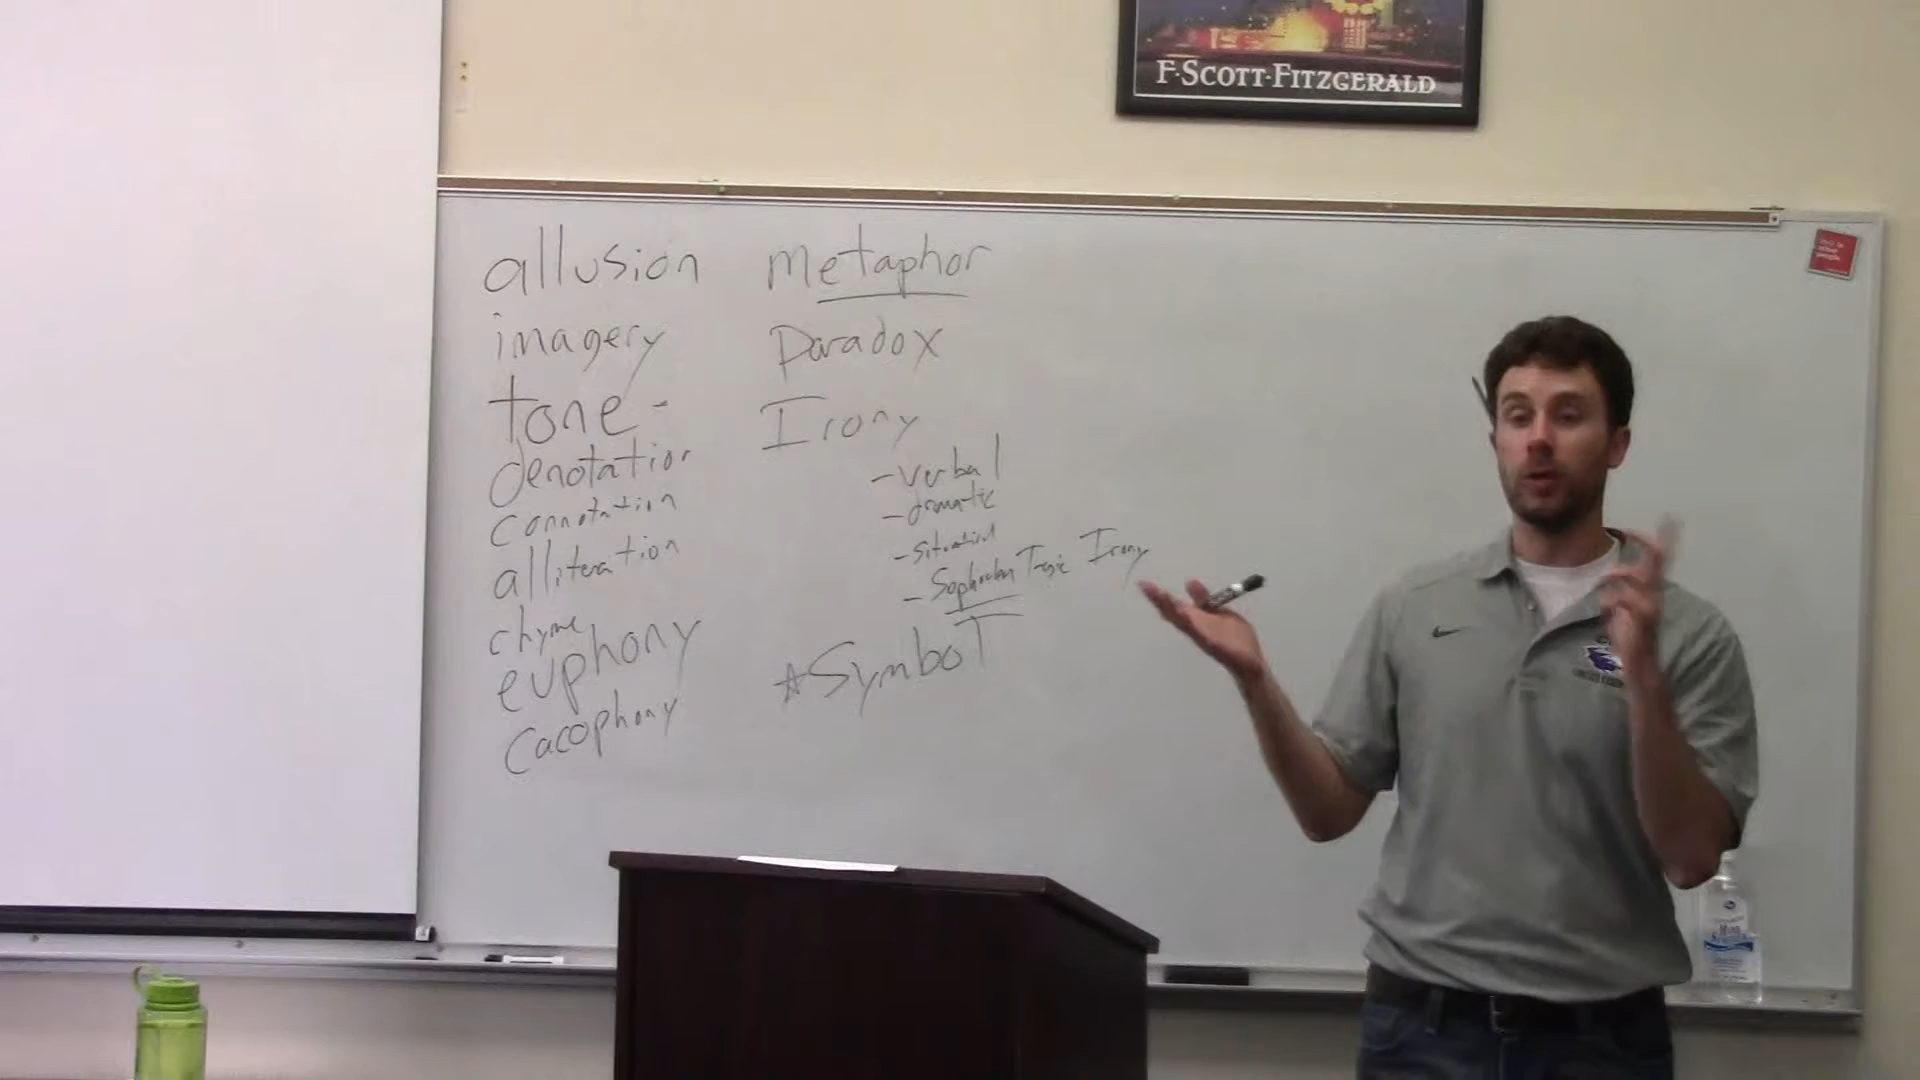 F·SCOTT·FITZGERALD
allusion
imagery
tone -
denotation
connotation
alliteration
rhyme
euphony
cacophony
metaphor
Paradox
Irony
- verbal
- dramatic
- situational
- Sophoclean Tragic Irony
*Symbol